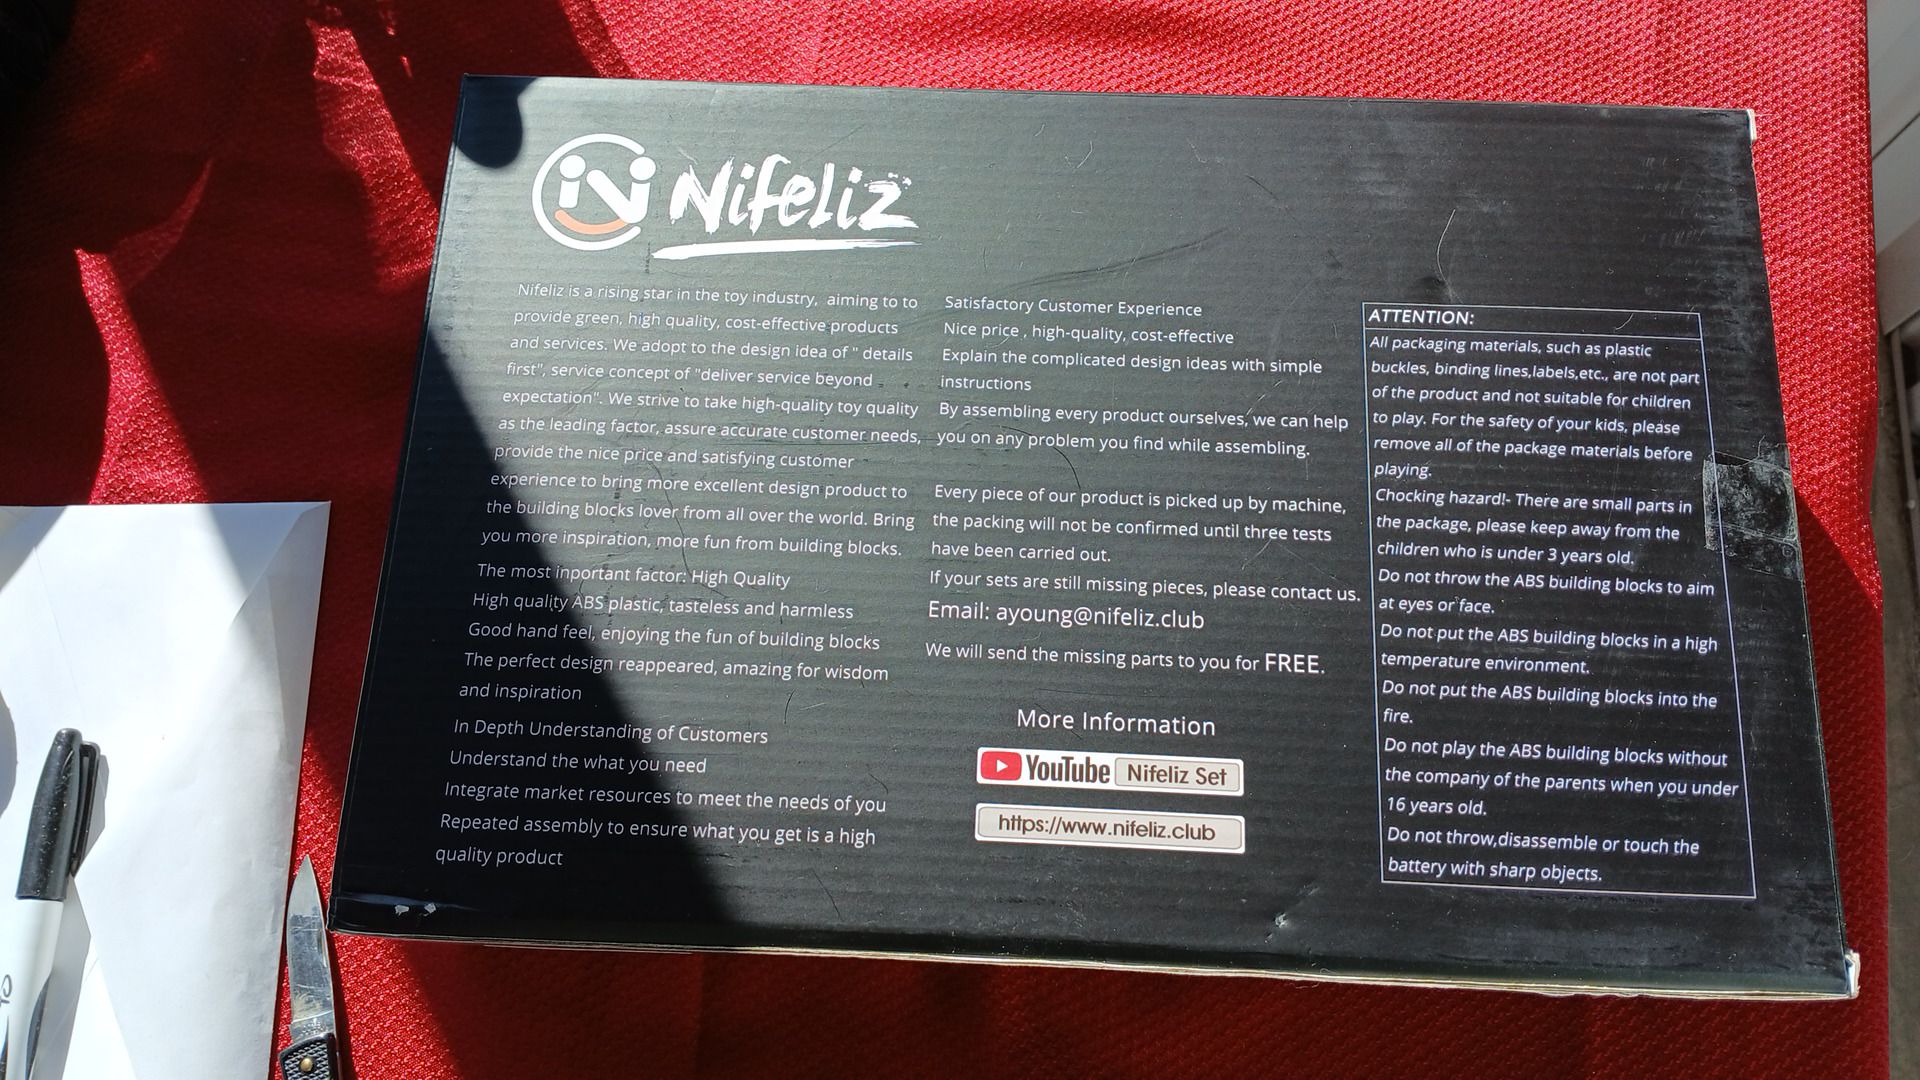 Nifeliz
Nifeliz is a rising star in the toy industry, aiming to to
provide green, high quality, cost-effective products
and services. We adopt to the design idea of " details
first", service concept of "deliver service beyond
expectation". We strive to take high-quality toy quality
as the leading factor, assure accurate customer needs,
provide the nice price and satisfying customer
experience to bring more excellent design product to
the building blocks lover from all over the world. Bring
you more inspiration, more fun from building blocks.
The most inportant factor: High Quality
High quality ABS plastic, tasteless and harmless
Good hand feel, enjoying the fun of building blocks
The perfect design reappeared, amazing for wisdom
and inspiration
In Depth Understanding of Customers
Understand the what you need
Integrate market resources to meet the needs of you
Repeated assembly to ensure what you get is a high
quality product
Satisfactory Customer Experience
Nice price , high-quality, cost-effective
Explain the complicated design ideas with simple
instructions
By assembling every product ourselves, we can help
you on any problem you find while assembling.
Every piece of our product is picked up by machine,
the packing will not be confirmed until three tests
have been carried out.
If your sets are still missing pieces, please contact us.
Email: ayoung@nifeliz.club
We will send the missing parts to you for FREE.
More Information
YouTube Nifeliz Set
https://www.nifeliz.club
ATTENTION:
All packaging materials, such as plastic
buckles, binding lines,labels,etc., are not part
of the product and not suitable for children
to play. For the safety of your kids, please
remove all of the package materials before
playing.
Chocking hazard!- There are small parts in
the package, please keep away from the
children who is under 3 years old.
Do not throw the ABS building blocks to aim
at eyes or face.
Do not put the ABS building blocks in a high
temperature environment.
Do not put the ABS building blocks into the
fire.
Do not play the ABS building blocks without
the company of the parents when you under
16 years old.
Do not throw,disassemble or touch the
battery with sharp objects.